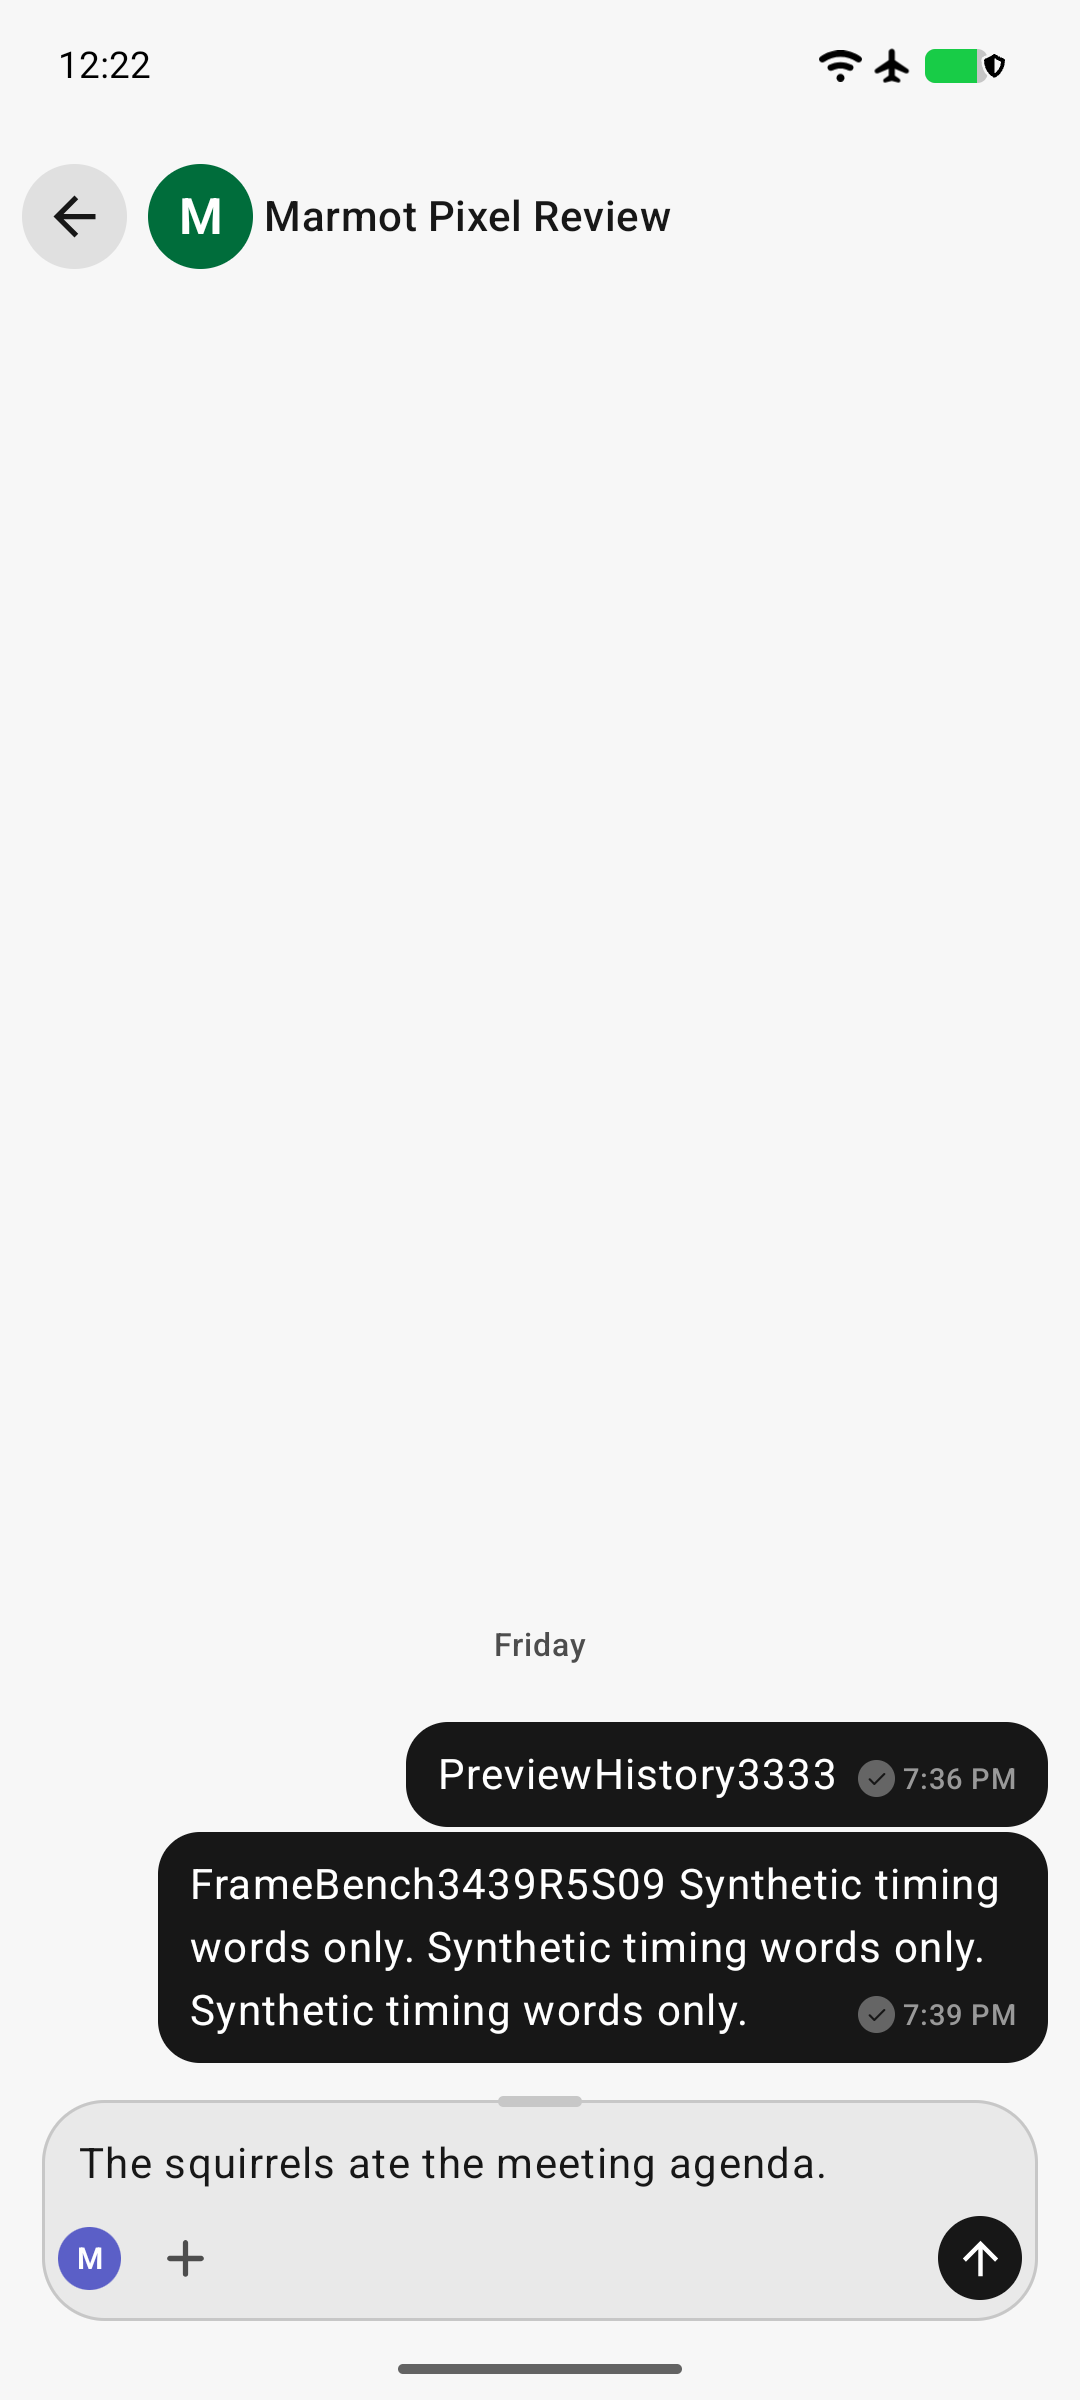 12:22
M Marmot Pixel Review
Friday
PreviewHistory3333 7:36 PM
FrameBench3439R5S09 Synthetic timing
words only. Synthetic timing words only.
Synthetic timing words only. 7:39 PM
The squirrels ate the meeting agenda.
M